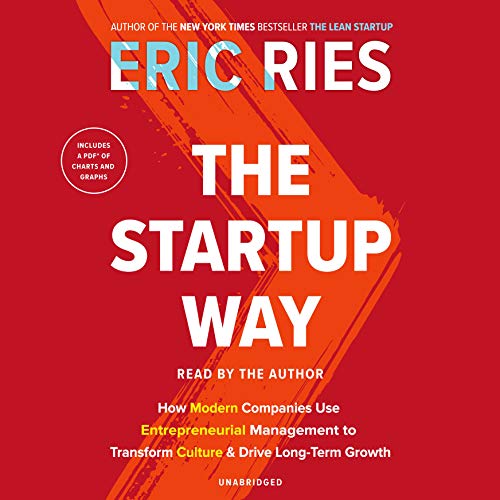 AUTHOR OF THE NEW YORK TIMES BESTSELLER THE LEAN STARTUP
ERIC RIES
INCLUDES
A PDF* OF
CHARTS AND
GRAPHS
THE
STARTUP
WAY
READ BY THE AUTHOR
How Modern Companies Use
Entrepreneurial Management to
Transform Culture & Drive Long-Term Growth
UNABRIDGED